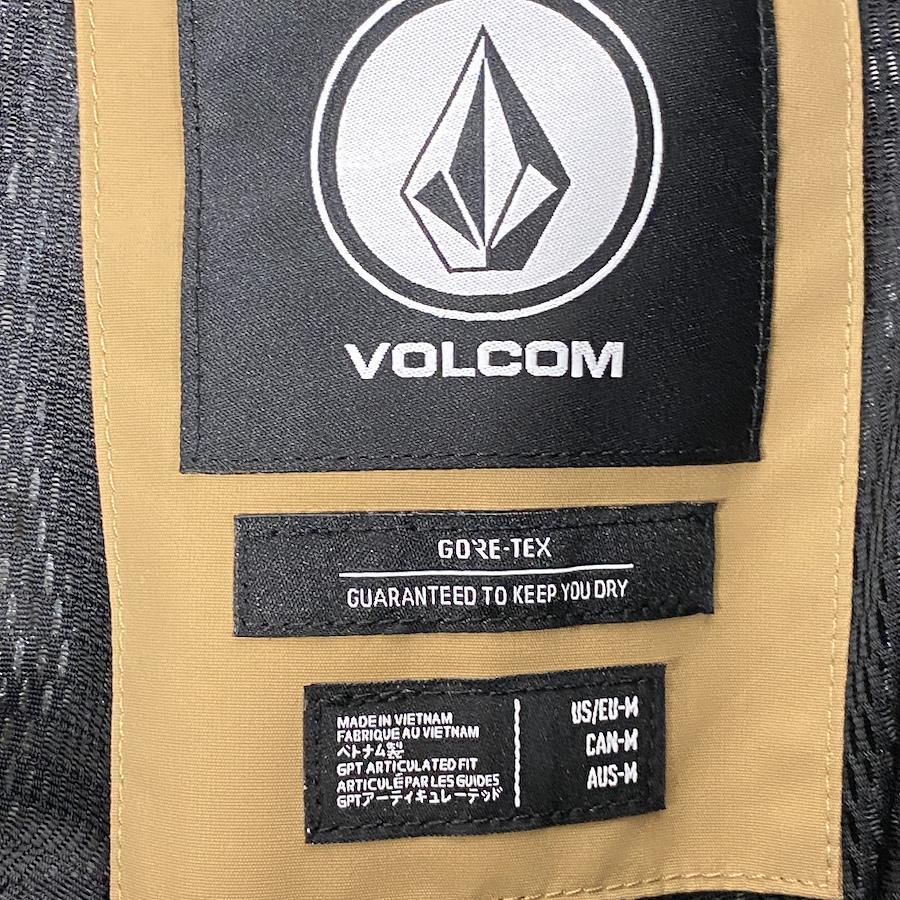 VOLCOM
GORE-TEX
GUARANTEED TO KEEP YOU DRY
MADE IN VIETNAM
FABRIQUE AU VIETNAM
ベトナム製
GPT ARTICULATED FIT
ARTICULÉ PAR LES GUIDES
GPTアーティキュレーテッド
US/EU-M
CAN-M
AUS-M